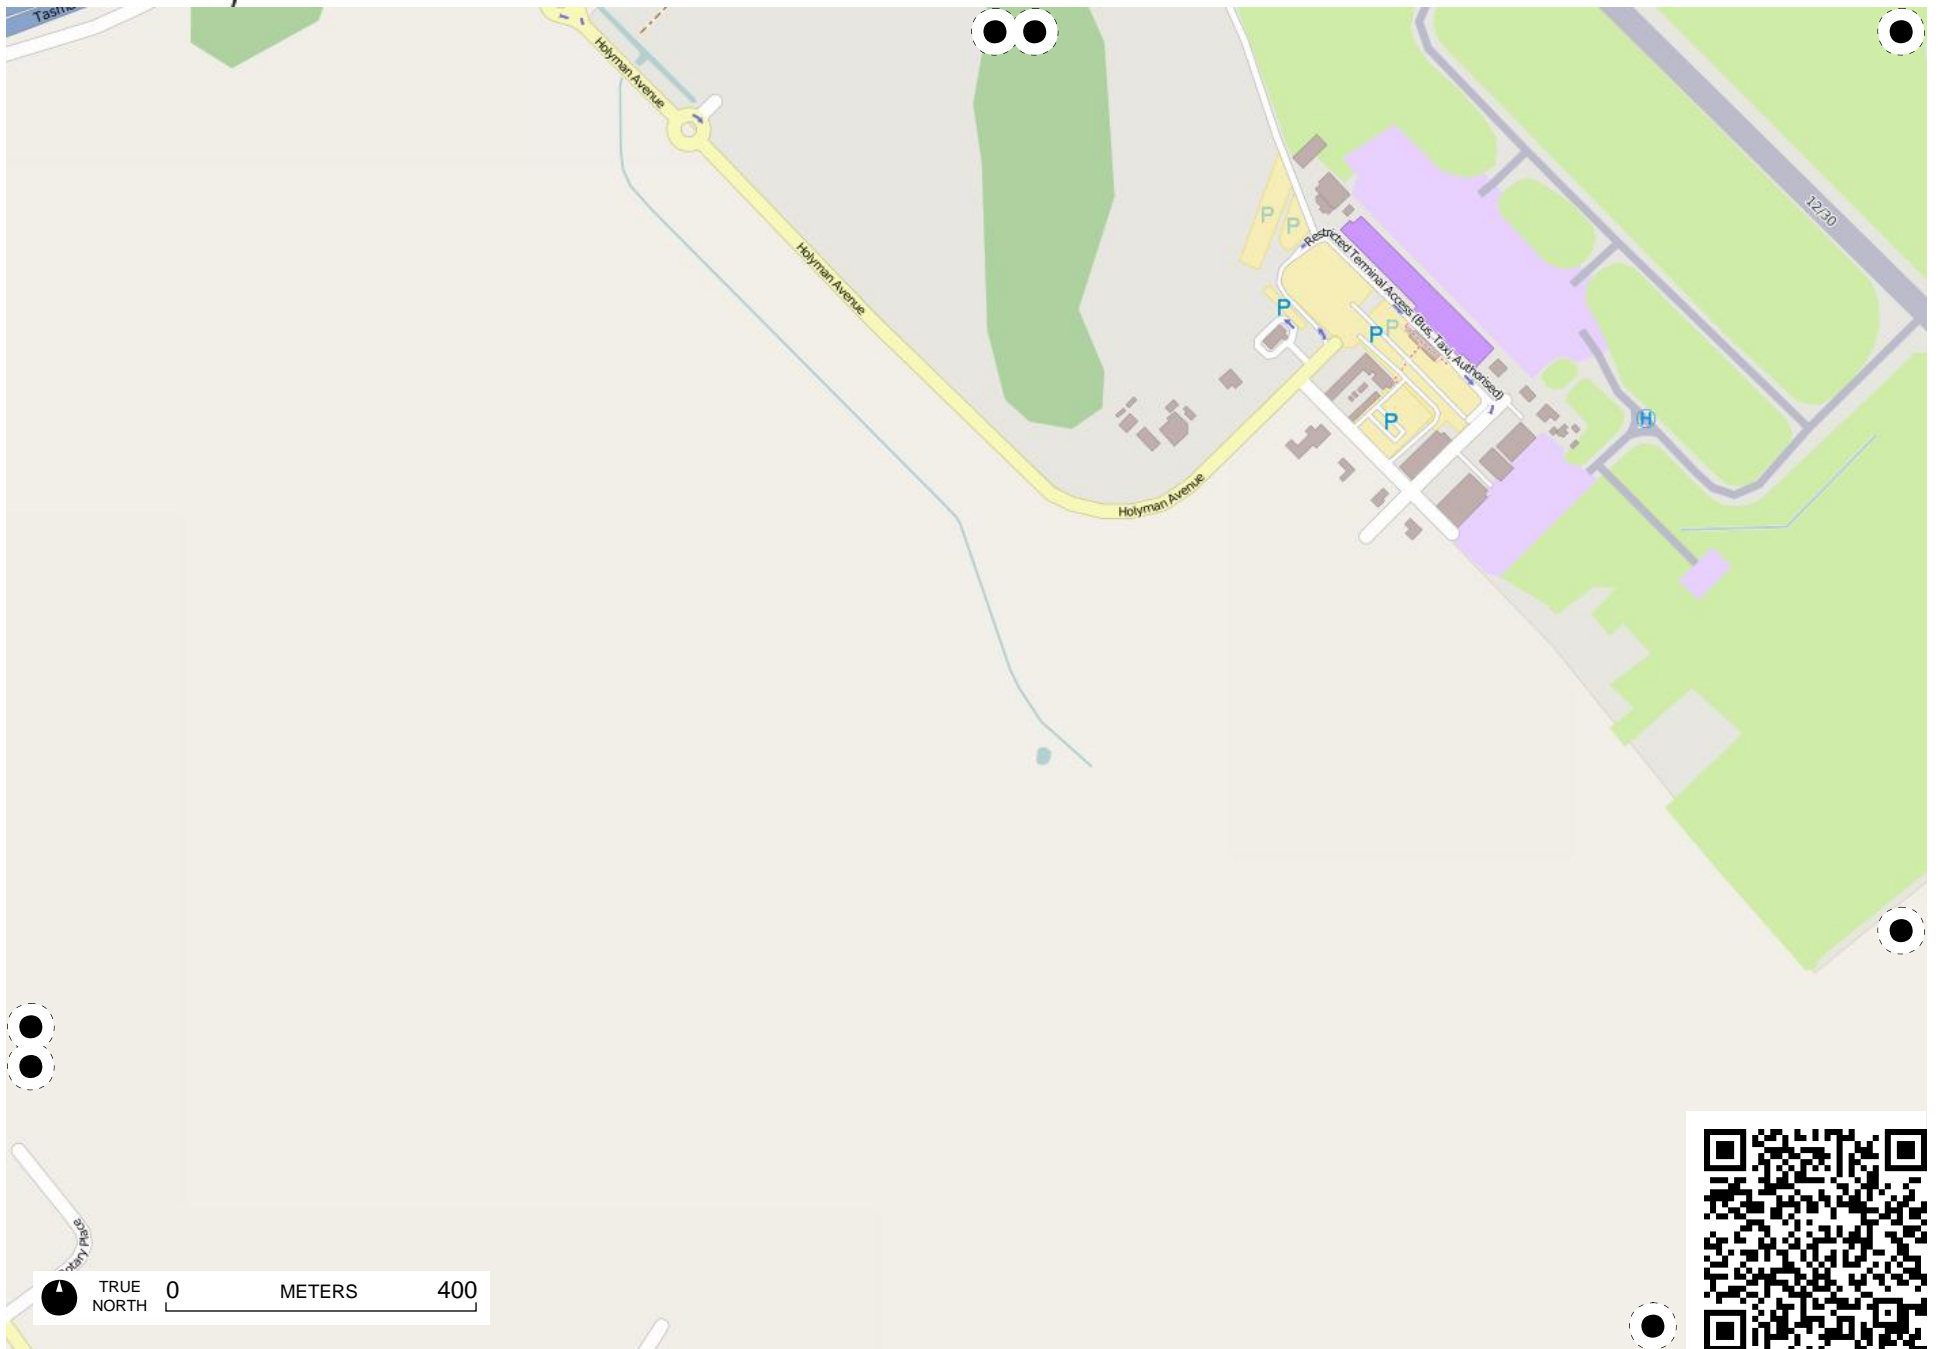 Holyman Avenue
12/30
P
P
Restricted Terminal Access (Bus, Taxi, Authorised)
Holyman Avenue
P
P
P
P
H
Holyman Avenue
TRUE
NORTH
0
METERS
400